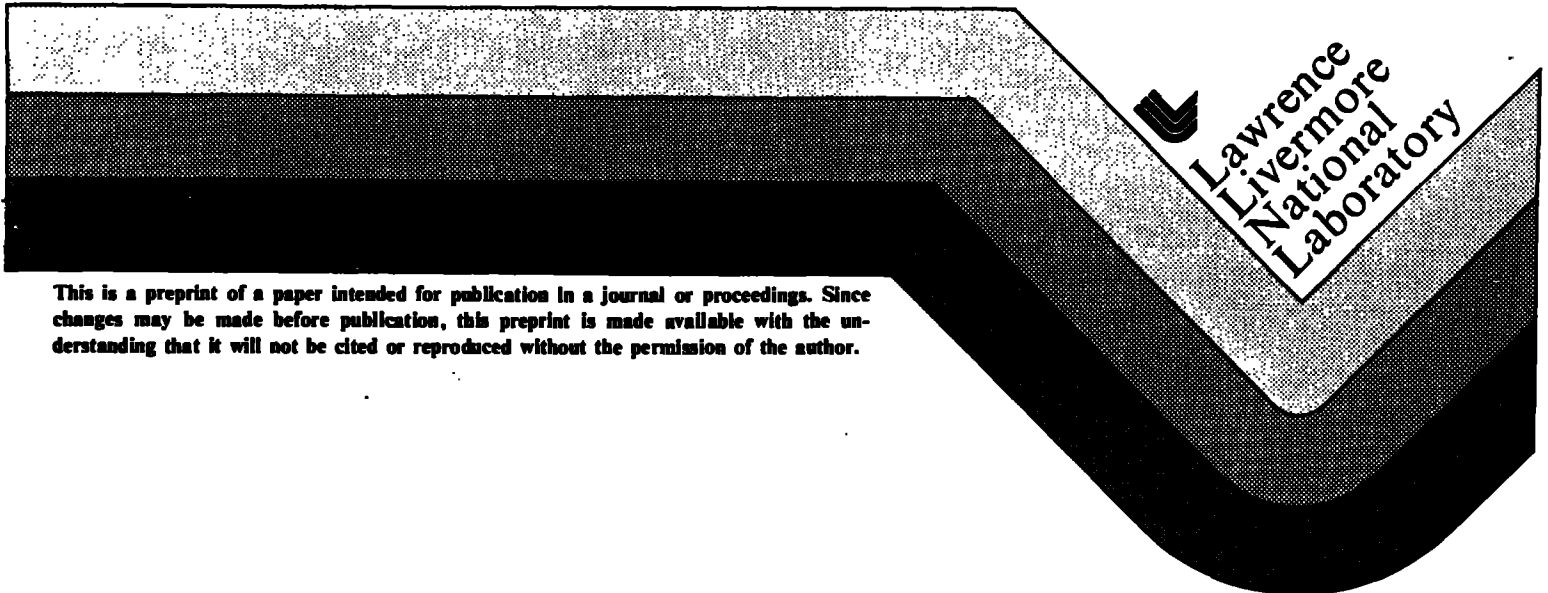 Lawrence
Livermore
National
Laboratory
This is a preprint of a paper intended for publication in a journal or proceedings. Since
changes may be made before publication, this preprint is made available with the un-
derstanding that it will not be cited or reproduced without the permission of the author.